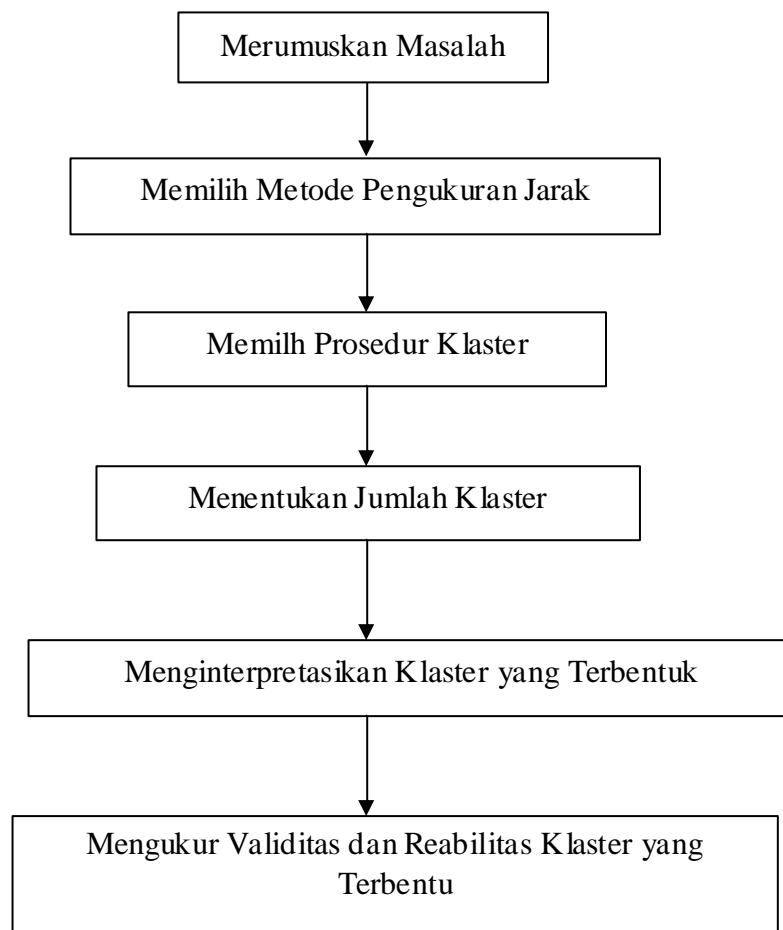 Merumuskan Masalah
Memilih Metode Pengukuran Jarak
Memilh Prosedur Klaster
Menentukan Jumlah Klaster
Menginterpretasikan Klaster yang Terbentuk
Mengukur Validitas dan Reabilitas Klaster yang
Terbentu